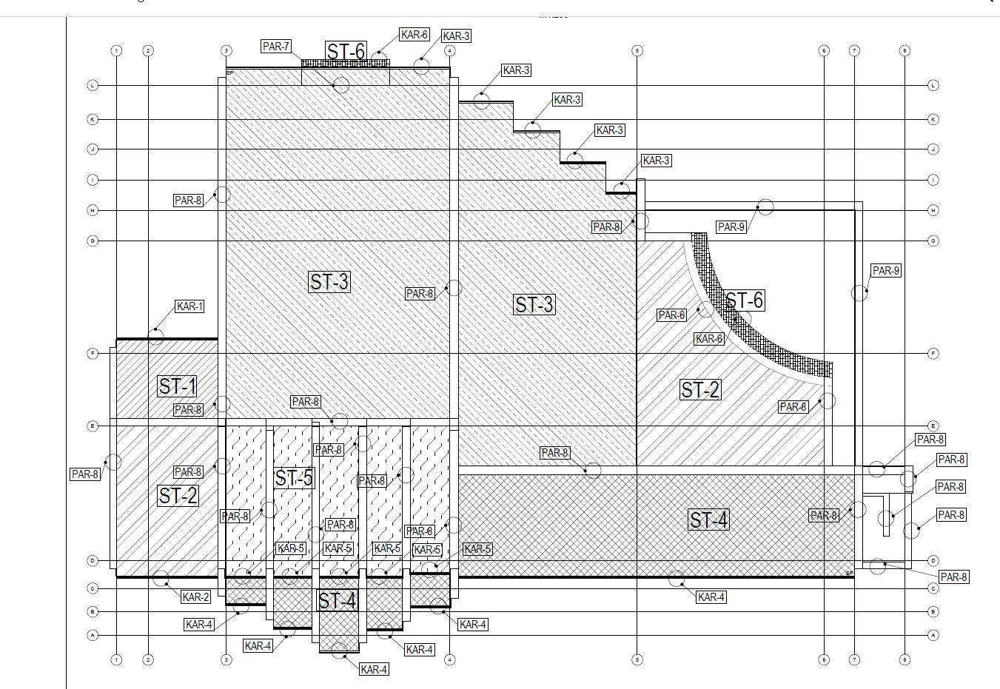 KAR-6
KAR-3
PAR-7
ST-6
1 2 3 4 5 6 7 8
EP
KAR-3
L L
KAR-3
K K
KAR-3
J J
KAR-3
I I
PAR-8
H H
PAR-8
PAR-9
G G
PAR-9
ST-3
PAR-8
ST-3
ST-6
KAR-1
PAR-6
KAR-6
F F
ST-1
ST-2
PAR-8
PAR-8
PAR-8
E E
PAR-8
PAR-8
PAR-8
PAR-8
PAR-8
PAR-8
ST-5
PAR-8
PAR-8
ST-2
PAR-8
PAR-8
PAR-8
ST-4
PAR-8
PAR-8
PAR-8
KAR-5
KAR-5
KAR-5
KAR-5
KAR-5
D D
EP
PAR-8
C C
KAR-2
ST-4
KAR-4
B B
KAR-4
KAR-4
A A
KAR-4
KAR-4
1 2 3 4 5 6 7 8
KAR-4